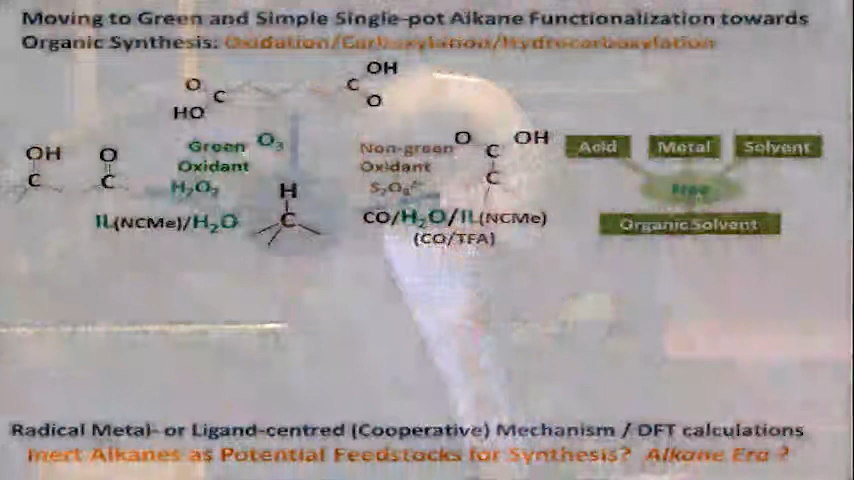 Moving to Green and Simple Single-pot Alkane Functionalization towards
Organic Synthesis: Oxidation/Carboxylation/Hydrocarboxylation
OH
O
C
C
HO
O
OH
O
C
C
Green
Oxidant
H₂O₂
O₃
IL(NCMe)/H₂O
H
C
Non-green
Oxidant
S₂O₈²⁻
O
OH
C
C
CO/H₂O/IL(NCMe)
(CO/TFA)
Acid
Metal
Solvent
Free
Organic Solvent
Radical Metal- or Ligand-centred (Cooperative) Mechanism / DFT calculations
Inert Alkanes as Potential Feedstocks for Synthesis? Alkane Era ?